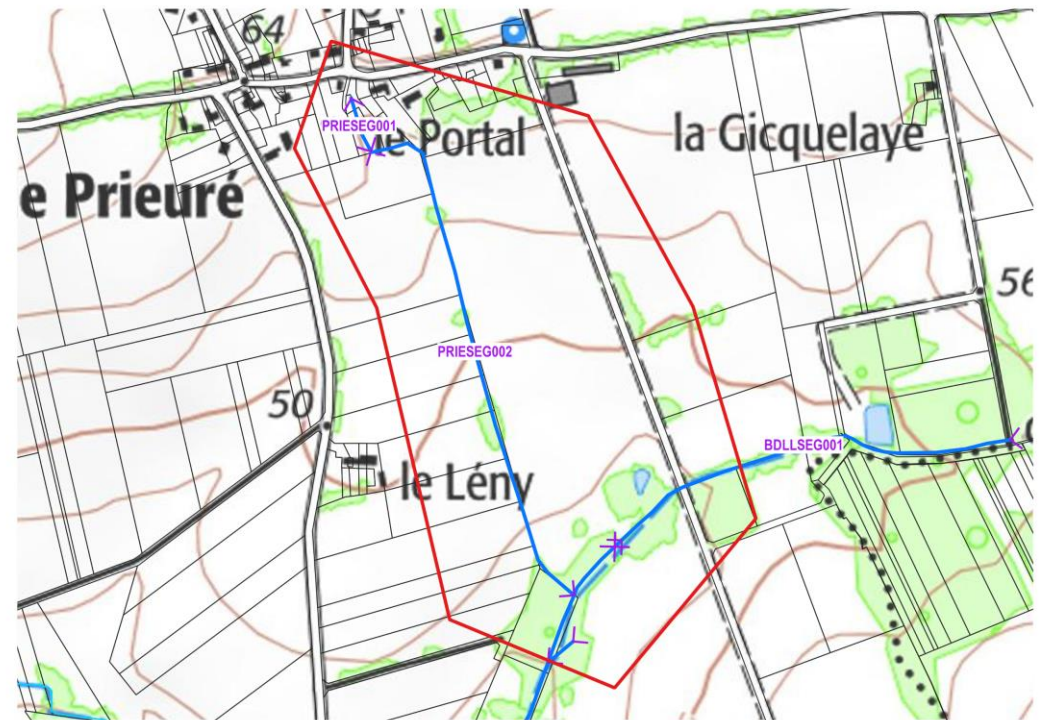 64
PRIESEG001
le Portal
la Gicquelaye
e Prieuré
56
PRIESEG002
50
BDLLSEG001
le Lény